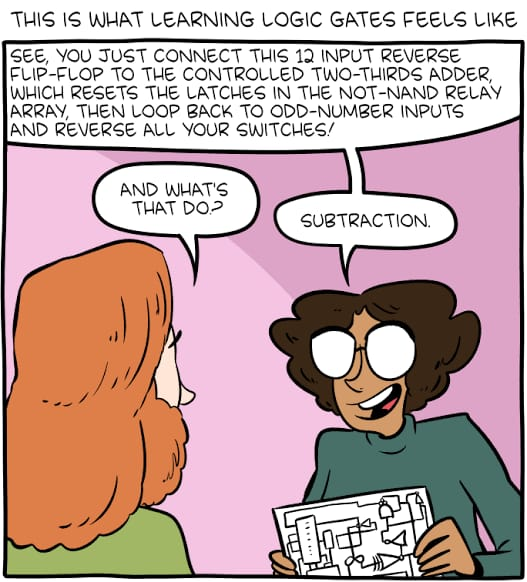 THIS IS WHAT LEARNING LOGIC GATES FEELS LIKE
SEE, YOU JUST CONNECT THIS 12 INPUT REVERSE
FLIP-FLOP TO THE CONTROLLED TWO-THIRDS ADDER,
WHICH RESETS THE LATCHES IN THE NOT-NAND RELAY
ARRAY, THEN LOOP BACK TO ODD-NUMBER INPUTS
AND REVERSE ALL YOUR SWITCHES!
AND WHAT'S
THAT DO?
SUBTRACTION.